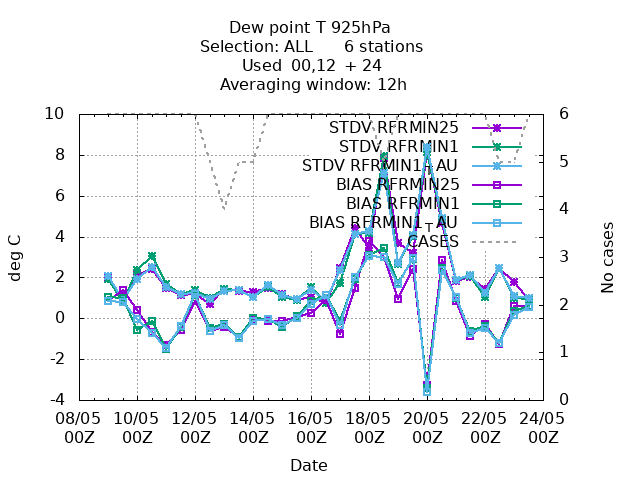 Dew point T 925hPa
Selection: ALL 6 stations
Used 00,12 + 24
Averaging window: 12h
STDV RFRMIN25
STDV RFRMIN1
STDV RFRMIN1_T_AU
BIAS RFRMIN25
BIAS RFRMIN1
BIAS RFRMIN1_T_AU
CASES
10
8
6
4
2
0
-2
-4
deg C
6
5
4
3
2
1
0
No cases
08/05 10/05 12/05 14/05 16/05 18/05 20/05 22/05 24/05
00Z 00Z 00Z 00Z 00Z 00Z 00Z 00Z 00Z
Date